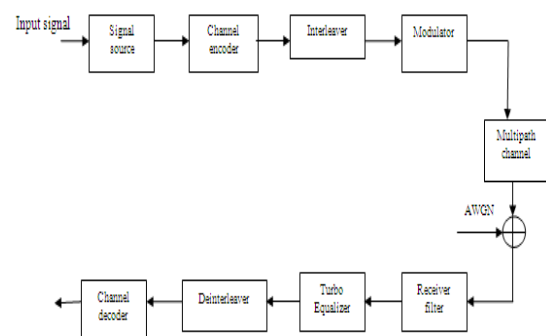 Input signal
Signal
source
Channel
encoder
Interleaver
Modulator
Multipath
channel
AWGN
Receiver
filter
Turbo
Equalizer
Deinterleaver
Channel
decoder